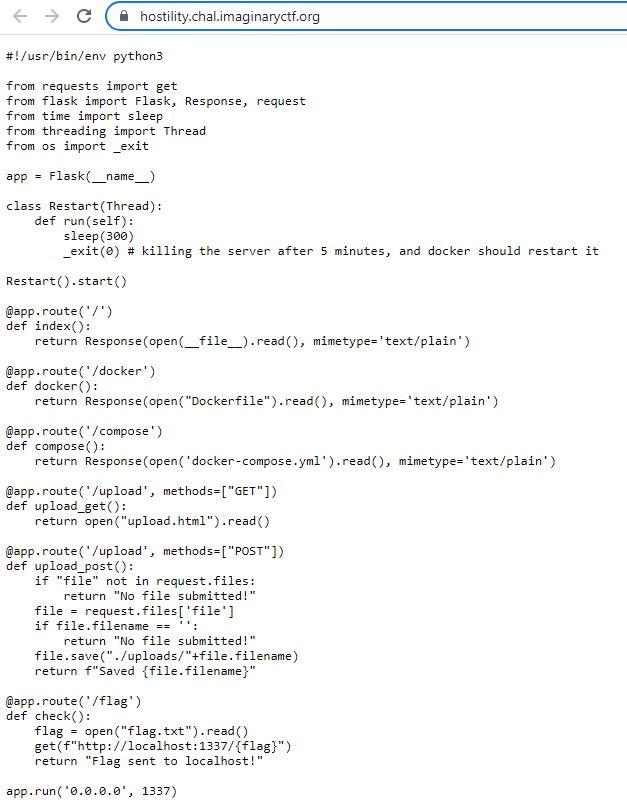 hostility.chal.imaginaryctf.org
#!/usr/bin/env python3

from requests import get
from flask import Flask, Response, request
from time import sleep
from threading import Thread
from os import _exit

app = Flask(__name__)

class Restart(Thread):
    def run(self):
        sleep(300)
        _exit(0) # killing the server after 5 minutes, and docker should restart it

Restart().start()

@app.route('/')
def index():
    return Response(open(__file__).read(), mimetype='text/plain')

@app.route('/docker')
def docker():
    return Response(open("Dockerfile").read(), mimetype='text/plain')

@app.route('/compose')
def compose():
    return Response(open('docker-compose.yml').read(), mimetype='text/plain')

@app.route('/upload', methods=["GET"])
def upload_get():
    return open("upload.html").read()

@app.route('/upload', methods=["POST"])
def upload_post():
    if "file" not in request.files:
        return "No file submitted!"
    file = request.files['file']
    if file.filename == '':
        return "No file submitted!"
    file.save("./uploads/"+file.filename)
    return f"Saved {file.filename}"

@app.route('/flag')
def check():
    flag = open("flag.txt").read()
    get(f"http://localhost:1337/{flag}")
    return "Flag sent to localhost!"

app.run('0.0.0.0', 1337)